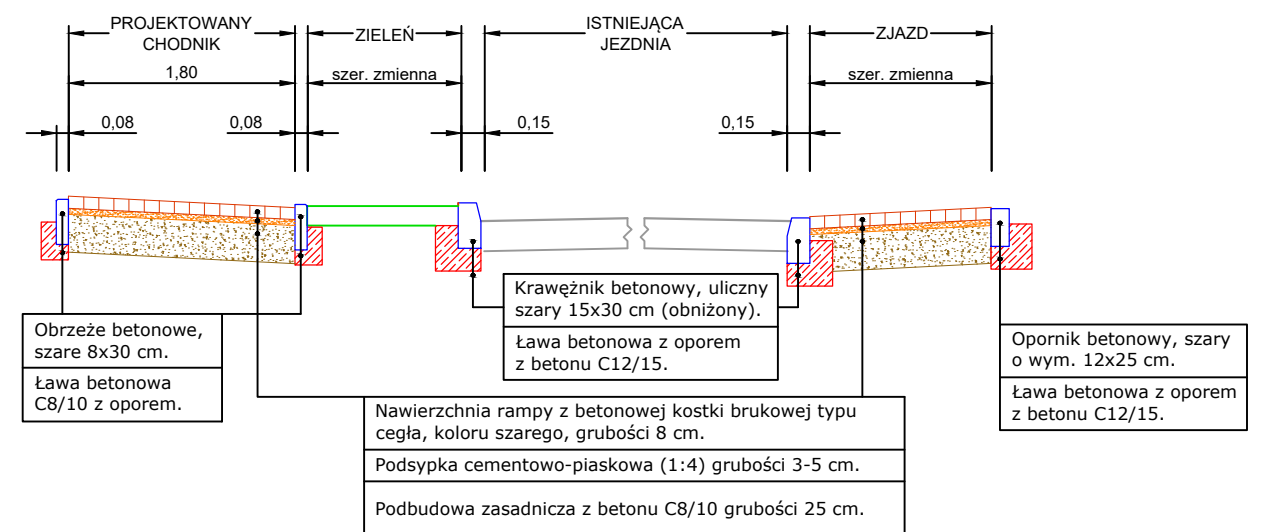 PROJEKTOWANY
CHODNIK
ZIELEŃ
ISTNIEJĄCA
JEZDNIA
ZJAZD
1,80
szer. zmienna
szer. zmienna
0,08
0,08
0,15
0,15
Krawężnik betonowy, uliczny
szary 15x30 cm (obniżony).
Ława betonowa z oporem
z betonu C12/15.
Obrzeże betonowe,
szare 8x30 cm.
Ława betonowa
C8/10 z oporem.
Opornik betonowy, szary
o wym. 12x25 cm.
Ława betonowa z oporem
z betonu C12/15.
Nawierzchnia rampy z betonowej kostki brukowej typu
cegła, koloru szarego, grubości 8 cm.
Podsypka cementowo-piaskowa (1:4) grubości 3-5 cm.
Podbudowa zasadnicza z betonu C8/10 grubości 25 cm.